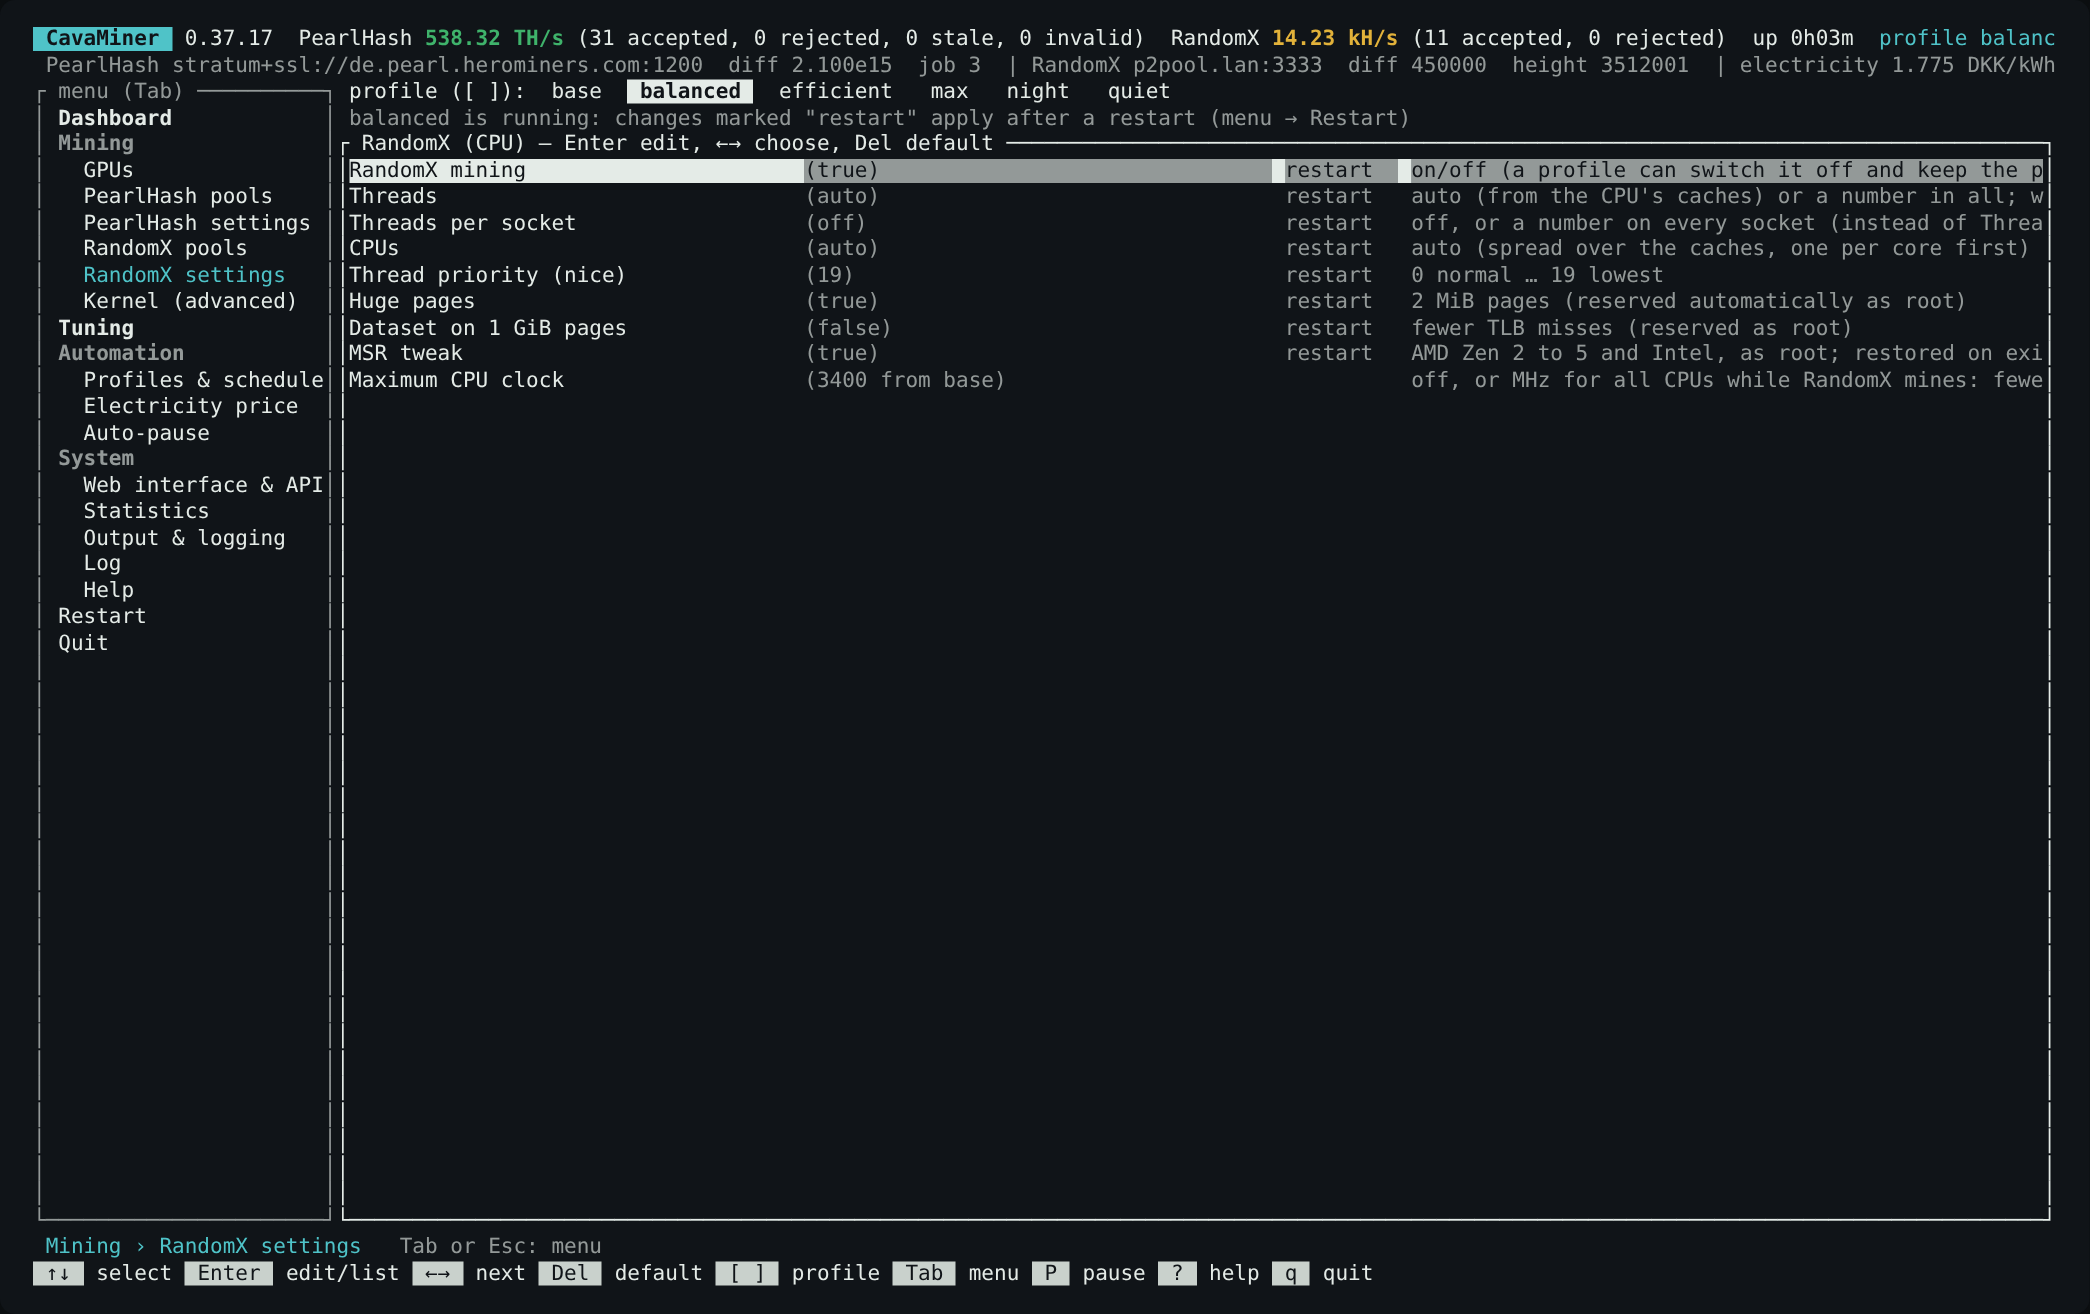 CavaMiner 0.37.17 PearlHash 538.32 TH/s (31 accepted, 0 rejected, 0 stale, 0 invalid) RandomX 14.23 kH/s (11 accepted, 0 rejected) up 0h03m profile balanc
PearlHash stratum+ssl://de.pearl.herominers.com:1200 diff 2.100e15 job 3 | RandomX p2pool.lan:3333 diff 450000 height 3512001 | electricity 1.775 DKK/kWh
menu (Tab)
Dashboard
Mining
GPUs
PearlHash pools
PearlHash settings
RandomX pools
RandomX settings
Kernel (advanced)
Tuning
Automation
Profiles & schedule
Electricity price
Auto-pause
System
Web interface & API
Statistics
Output & logging
Log
Help
Restart
Quit
profile ([ ]): base balanced efficient max night quiet
balanced is running: changes marked "restart" apply after a restart (menu → Restart)
RandomX (CPU) — Enter edit, ←→ choose, Del default
RandomX mining (true) restart on/off (a profile can switch it off and keep the p
Threads (auto) restart auto (from the CPU's caches) or a number in all; w
Threads per socket (off) restart off, or a number on every socket (instead of Threa
CPUs (auto) restart auto (spread over the caches, one per core first)
Thread priority (nice) (19) restart 0 normal … 19 lowest
Huge pages (true) restart 2 MiB pages (reserved automatically as root)
Dataset on 1 GiB pages (false) restart fewer TLB misses (reserved as root)
MSR tweak (true) restart AMD Zen 2 to 5 and Intel, as root; restored on exi
Maximum CPU clock (3400 from base) off, or MHz for all CPUs while RandomX mines: fewe
Mining › RandomX settings Tab or Esc: menu
↑↓ select Enter edit/list ←→ next Del default [ ] profile Tab menu P pause ? help q quit